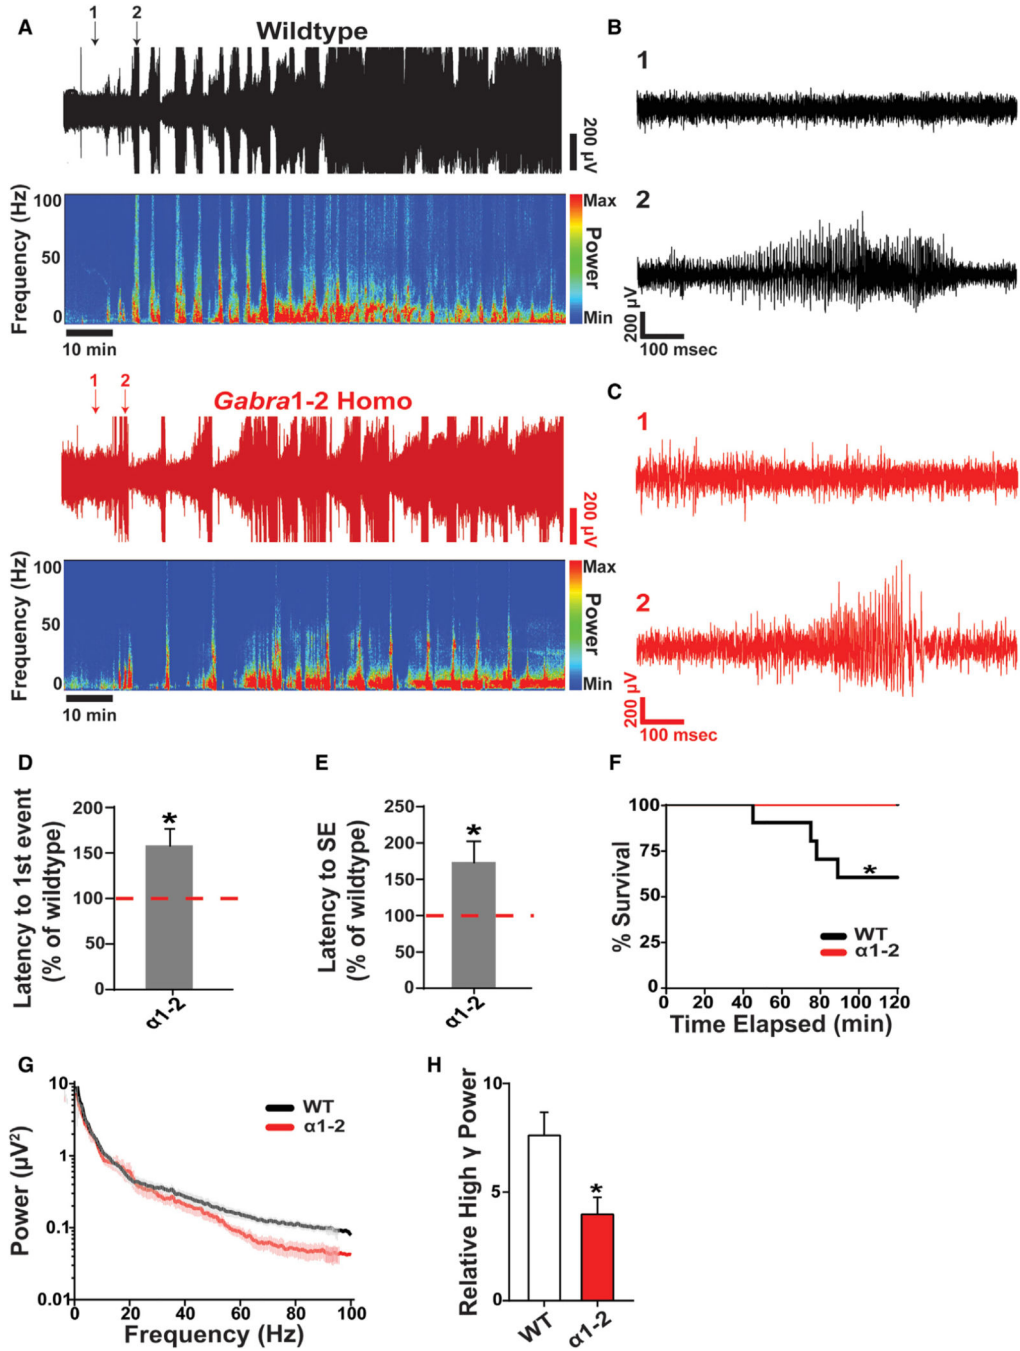 A
1 2
Wildtype
200 µV
Frequency (Hz)
100
50
0
Max
Power
Min
10 min
1 2
Gabra1-2 Homo
200 µV
Frequency (Hz)
100
50
0
Max
Power
Min
10 min
B
1
2
200 µV
100 msec
C
1
2
200 µV
100 msec
D
Latency to 1st event
(% of wildtype)
200
150
100
50
0
*
α1-2
E
Latency to SE
(% of wildtype)
250
200
150
100
50
0
*
α1-2
F
% Survival
100
75
50
25
0
*
WT
α1-2
0 20 40 60 80 100 120
Time Elapsed (min)
G
Power (µV²)
10
1
0.1
0.01
WT
α1-2
0 20 40 60 80 100
Frequency (Hz)
H
Relative High γ Power
10
5
0
*
WT
α1-2